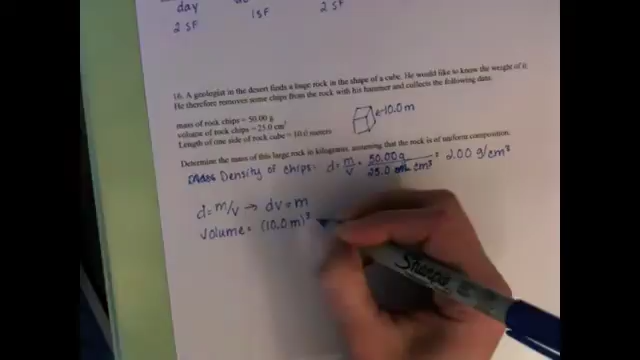 day
2 SF
1 SF
2 SF
16. A geologist in the desert finds a large rock in the shape of a cube. He would like to know the weight of it.
He therefore removes some chips from the rock with his hammer and collects the following data.
mass of rock chips = 50.00 g
volume of rock chips = 25.0 cm³
Length of one side of rock cube = 10.0 meters
←10.0 m
Determine the mass of this large rock in kilograms, assuming that the rock is of uniform composition.
Density of chips: d = m/v = 50.00 g / 25.0 cm³ = 2.00 g/cm³
d = m/v → dv = m
volume = (10.0 m)³
Sharpie